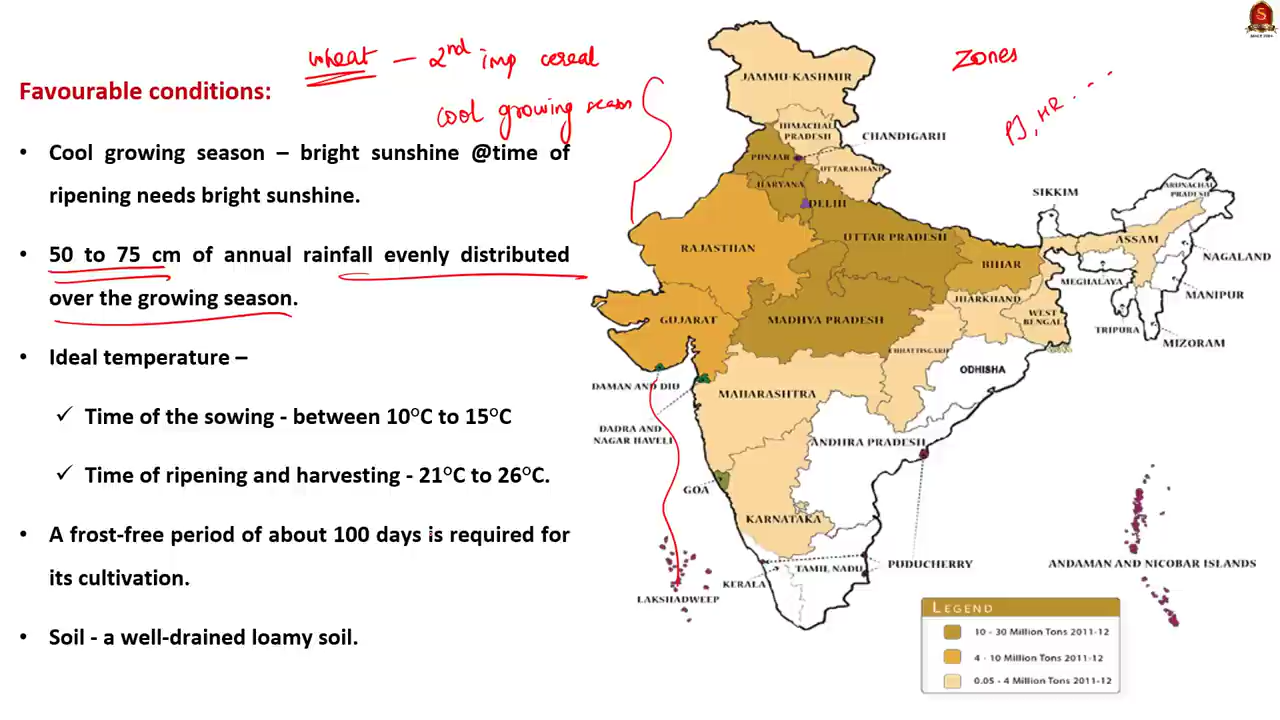 wheat — 2nd imp cereal
cool growing season
Favourable conditions:
• Cool growing season – bright sunshine @time of
ripening needs bright sunshine.
• 50 to 75 cm of annual rainfall evenly distributed
over the growing season.
• Ideal temperature –
✓ Time of the sowing - between 10°C to 15°C
✓ Time of ripening and harvesting - 21°C to 26°C.
• A frost-free period of about 100 days is required for
its cultivation.
• Soil - a well-drained loamy soil.
Zones
PJ, HR ....
S
JAMMU-KASHMIR
HIMACHAL
PRADESH
CHANDIGARH
PUNJAB
UTTARAKHAND
HARYANA
DELHI
SIKKIM
ARUNACHAL
PRADESH
RAJASTHAN
UTTAR PRADESH
ASSAM
BIHAR
NAGALAND
MEGHALAYA
MANIPUR
GUJARAT
MADHYA PRADESH
JHARKHAND
WEST
BENGAL
TRIPURA
MIZORAM
CHHATTISGARH
ODHISHA
DAMAN AND DIU
MAHARASHTRA
DADRA AND
NAGAR HAVELI
ANDHRA PRADESH
GOA
KARNATAKA
PUDUCHERRY
ANDAMAN AND NICOBAR ISLANDS
TAMIL NADU
KERALA
LAKSHADWEEP
LEGEND
10 - 30 Million Tons 2011-12
4 - 10 Million Tons 2011-12
0.05 - 4 Million Tons 2011-12